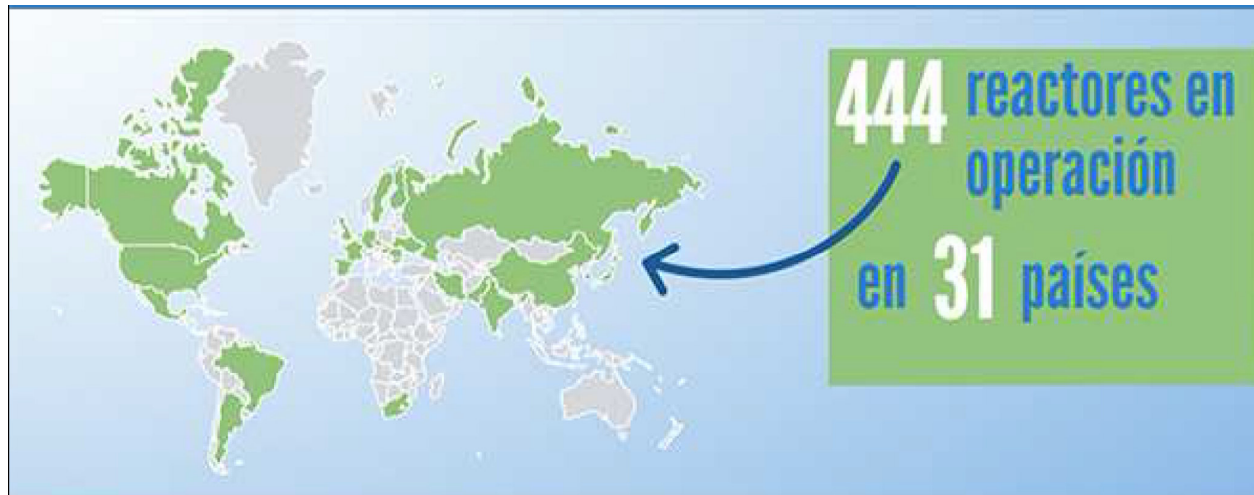 444 reactores en
operación
en 31 países